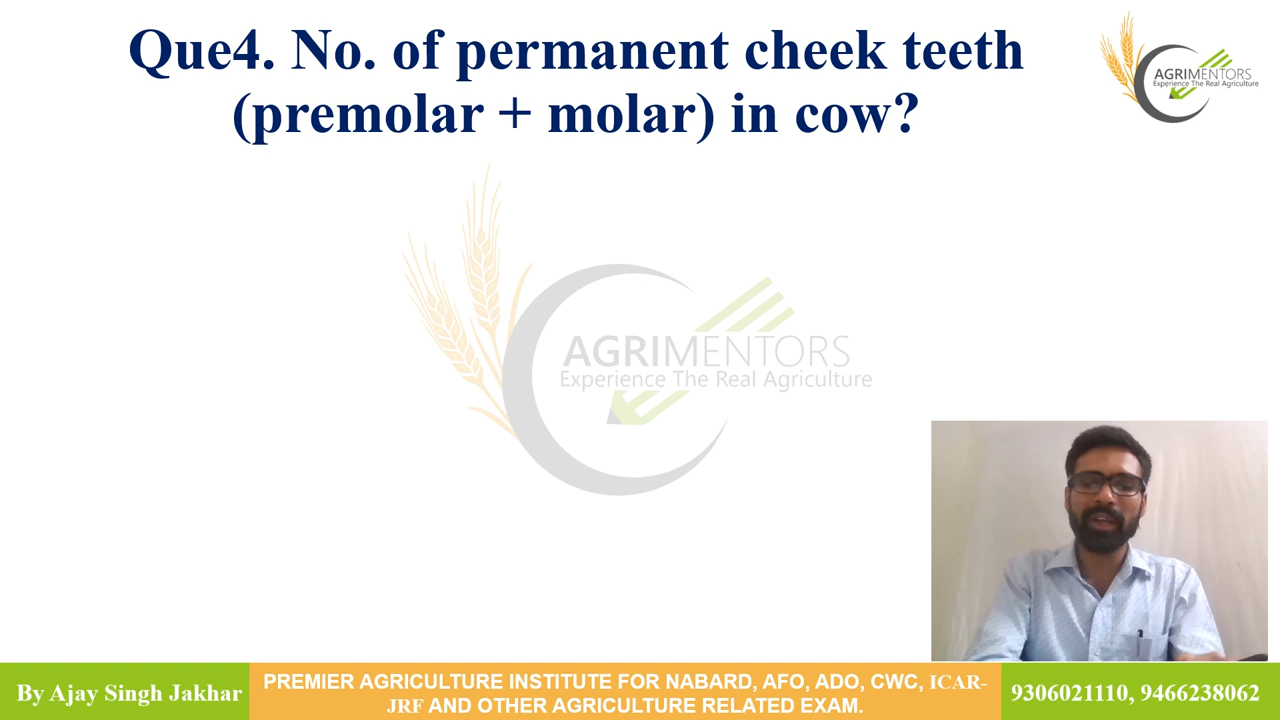 Que4. No. of permanent cheek teeth
(premolar + molar) in cow?
AGRIMENTORS
Experience The Real Agriculture
AGRIMENTORS
Experience The Real Agriculture
By Ajay Singh Jakhar
PREMIER AGRICULTURE INSTITUTE FOR NABARD, AFO, ADO, CWC, ICAR-
JRF AND OTHER AGRICULTURE RELATED EXAM.
9306021110, 9466238062